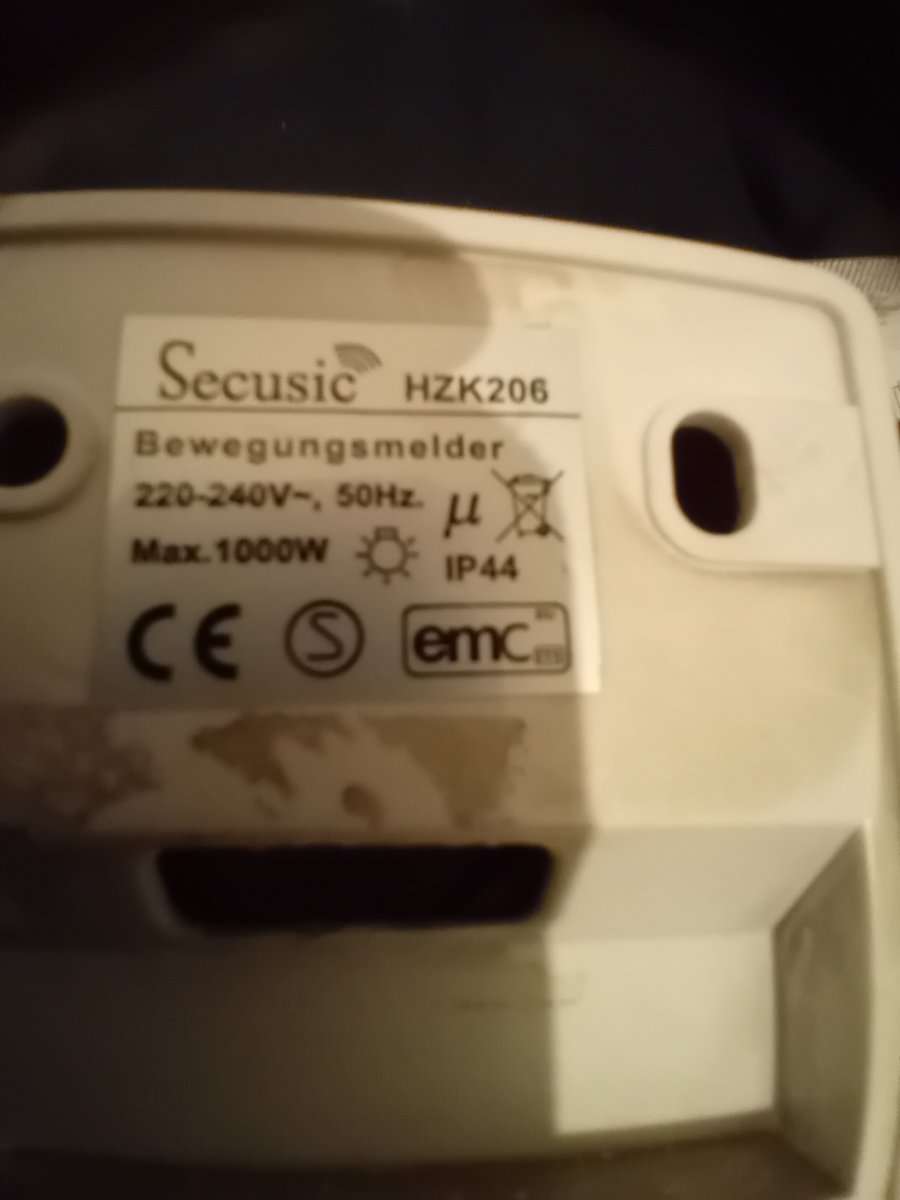 Secusic HZK206
Bewegungsmelder
220-240V~, 50Hz. µ
Max.1000W IP44
CE S emc